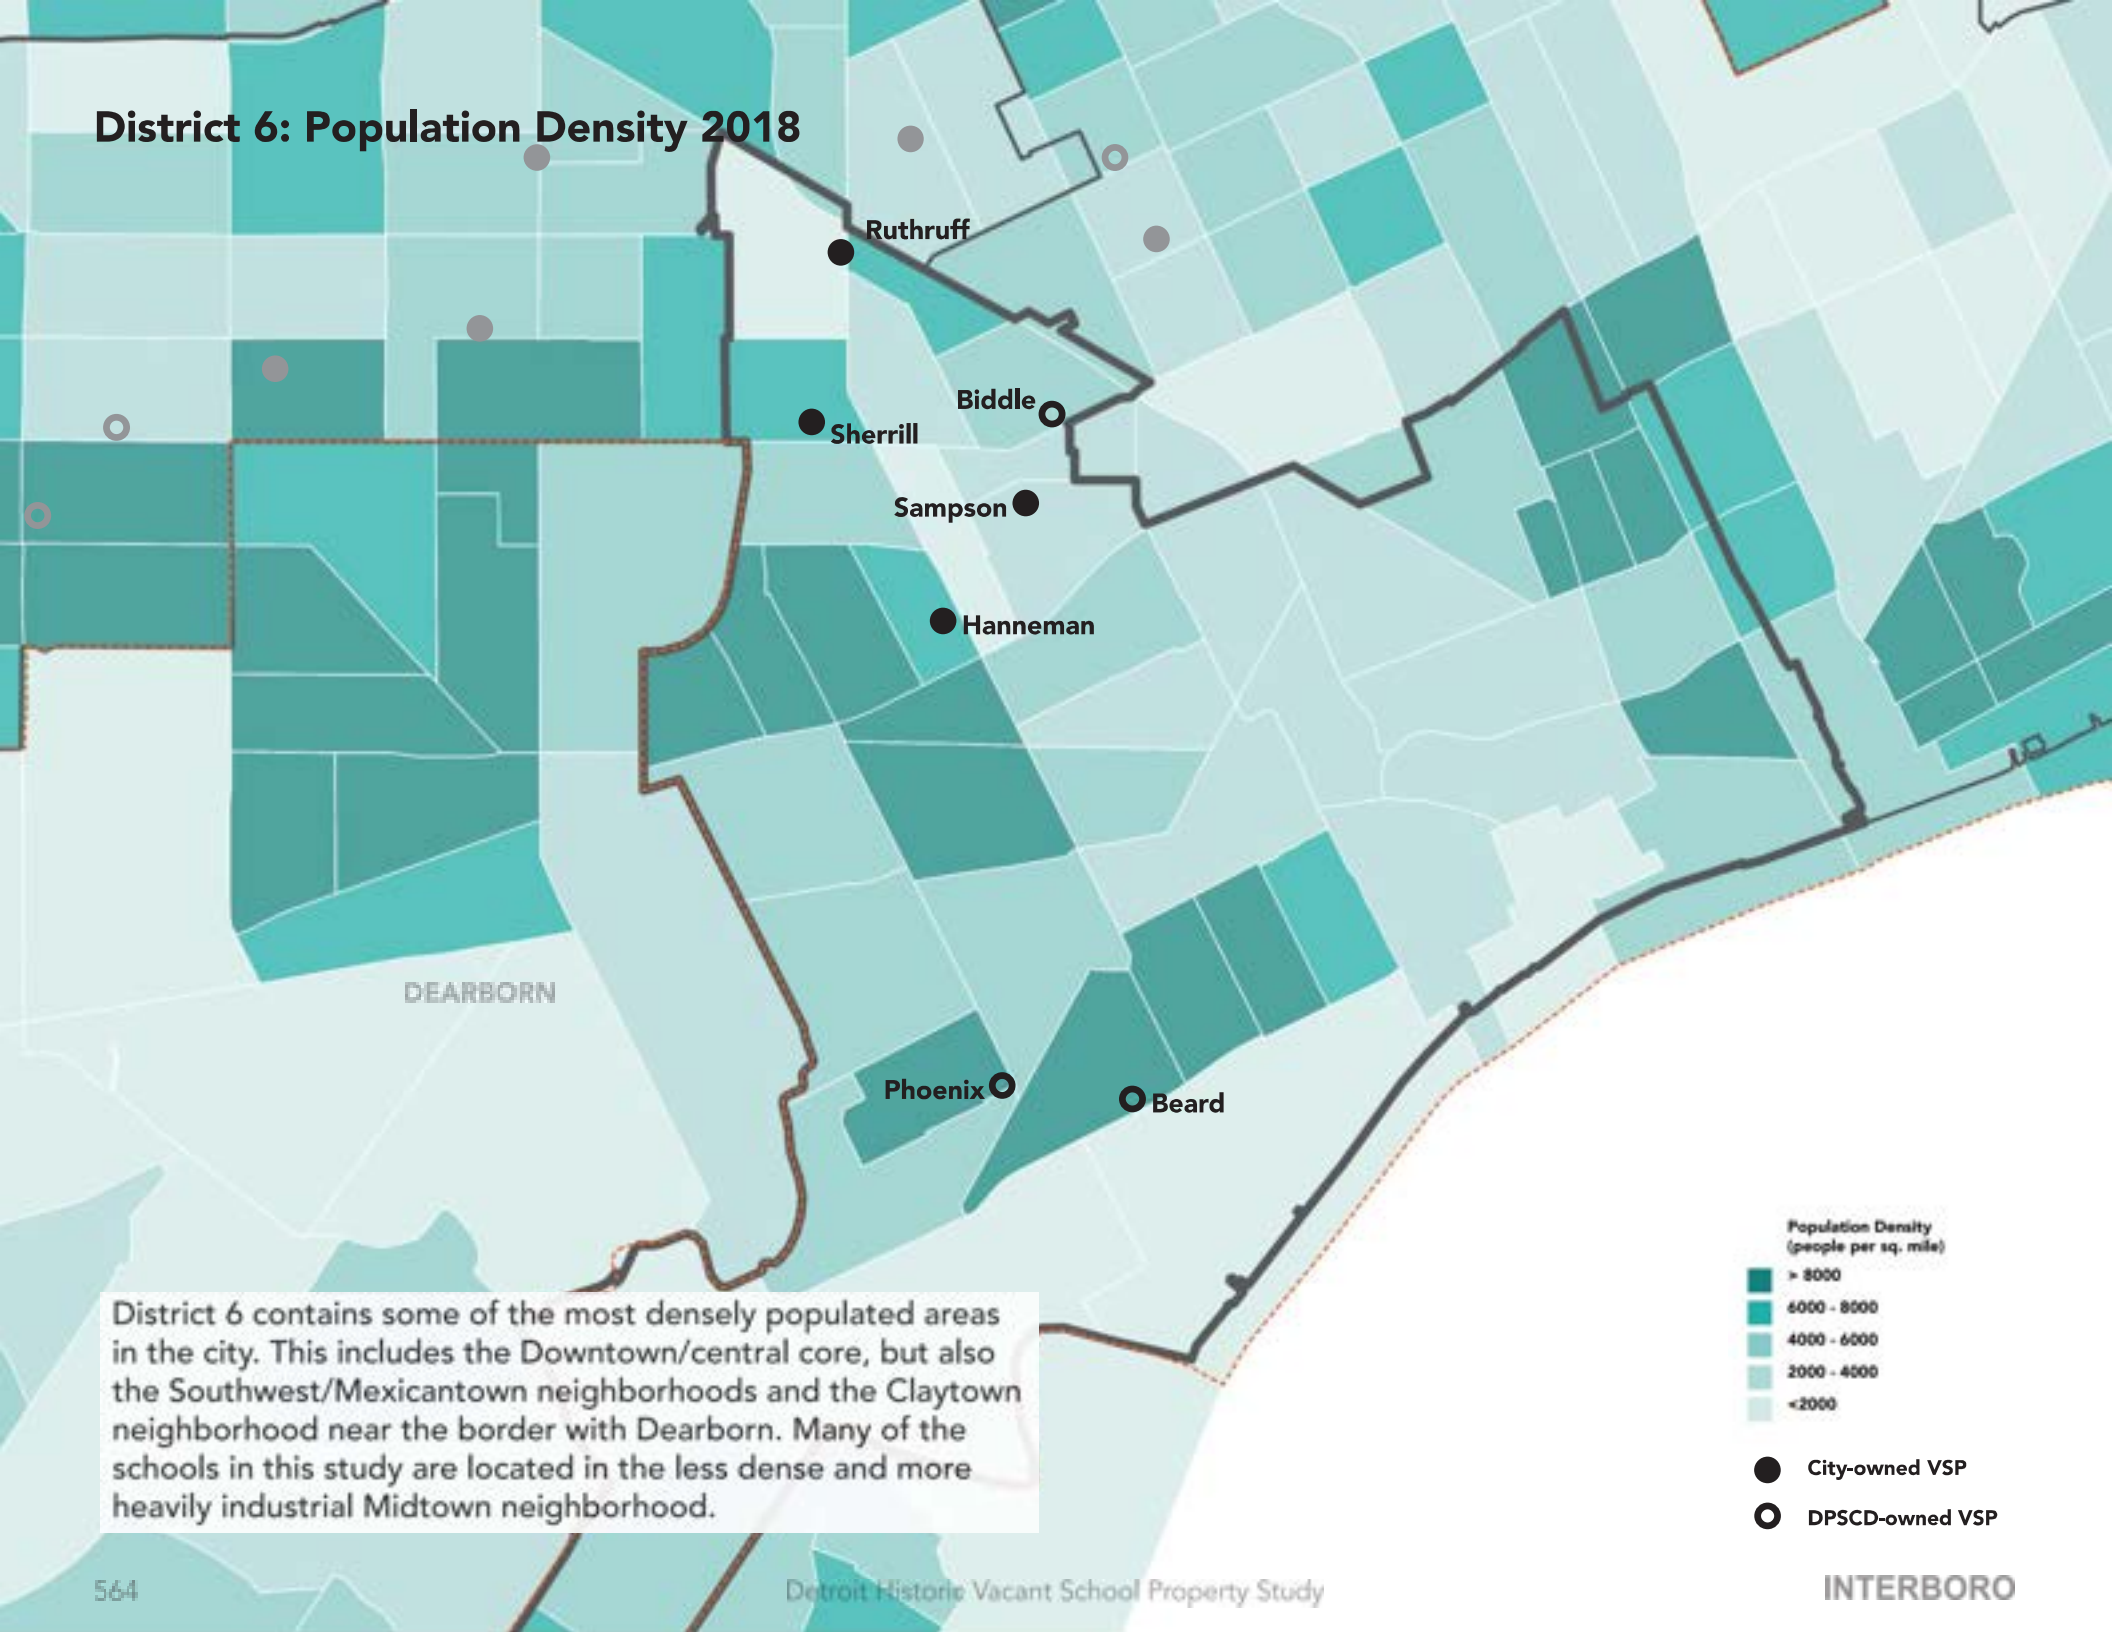 District 6: Population Density 2018
Ruthruff
Biddle
Sherrill
Sampson
Hanneman
DEARBORN
Phoenix
Beard
Population Density
(people per sq. mile)
> 8000
6000 - 8000
4000 - 6000
2000 - 4000
<2000
City-owned VSP
DPSCD-owned VSP
District 6 contains some of the most densely populated areas
in the city. This includes the Downtown/central core, but also
the Southwest/Mexicantown neighborhoods and the Claytown
neighborhood near the border with Dearborn. Many of the
schools in this study are located in the less dense and more
heavily industrial Midtown neighborhood.
564
Detroit Historic Vacant School Property Study
INTERBORO